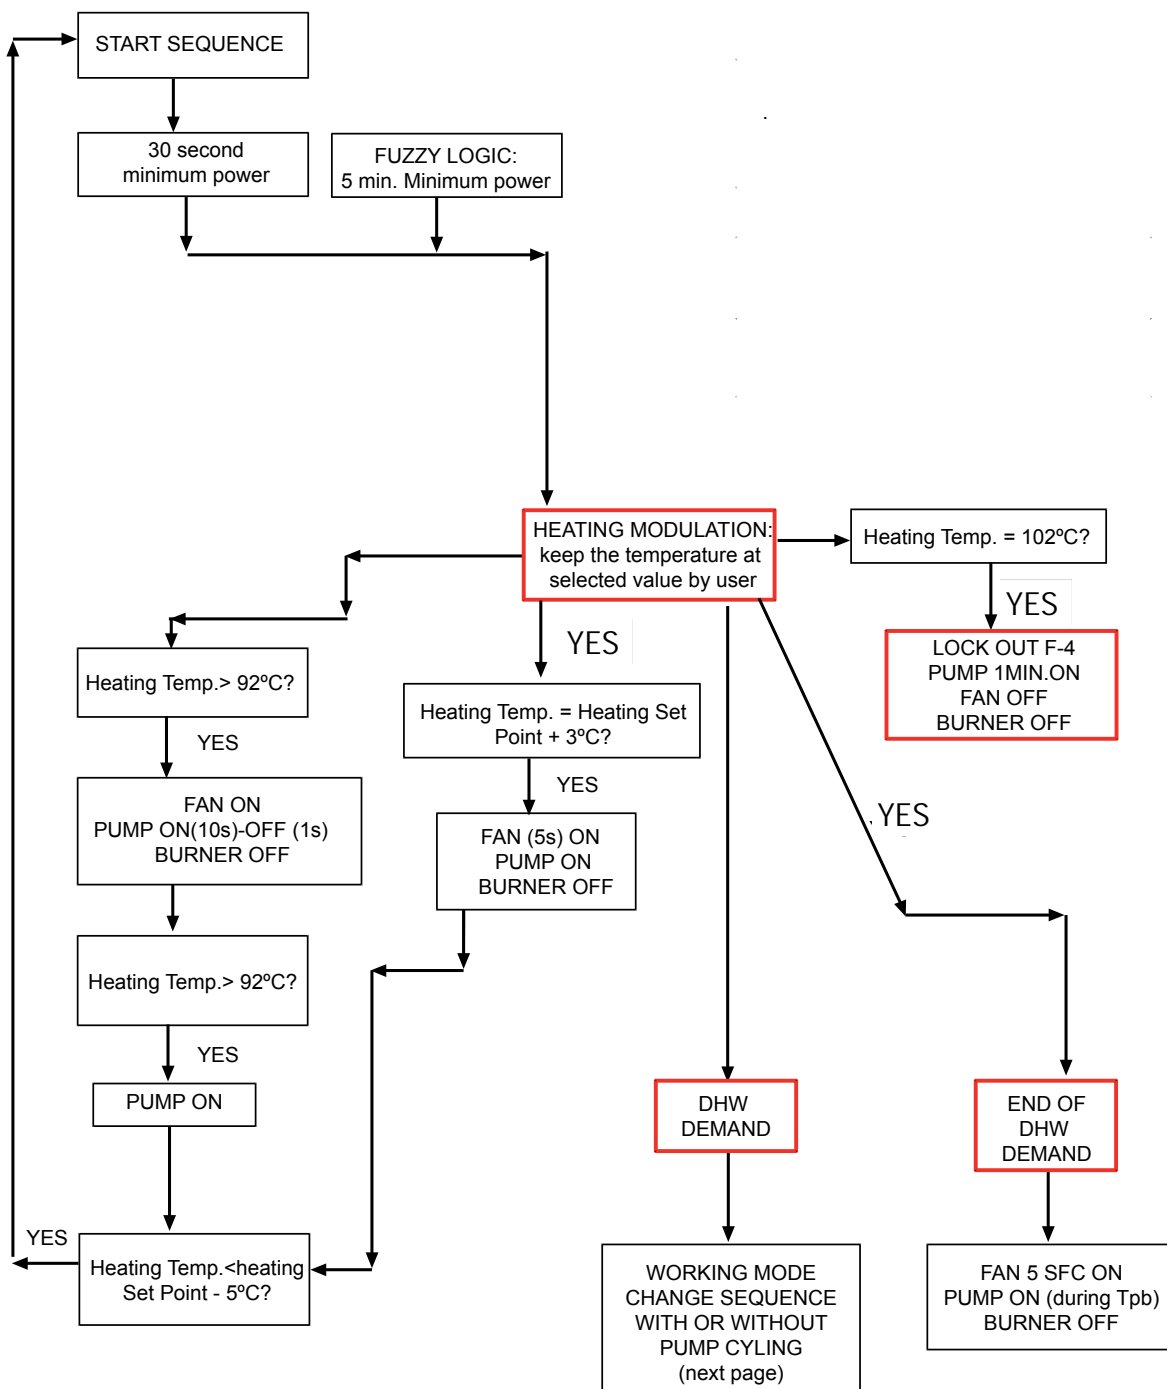 START SEQUENCE
30 second
minimum power
FUZZY LOGIC:
5 min. Minimum power
HEATING MODULATION:
keep the temperature at
selected value by user
Heating Temp. = 102ºC?
YES
LOCK OUT F-4
PUMP 1MIN.ON
FAN OFF
BURNER OFF
YES
Heating Temp.> 92ºC?
YES
Heating Temp. = Heating Set
Point + 3ºC?
YES
FAN ON
PUMP ON(10s)-OFF (1s)
BURNER OFF
FAN (5s) ON
PUMP ON
BURNER OFF
YES
Heating Temp.> 92ºC?
YES
PUMP ON
DHW
DEMAND
END OF
DHW
DEMAND
YES
Heating Temp.<heating
Set Point - 5ºC?
WORKING MODE
CHANGE SEQUENCE
WITH OR WITHOUT
PUMP CYLING
(next page)
FAN 5 SFC ON
PUMP ON (during Tpb)
BURNER OFF